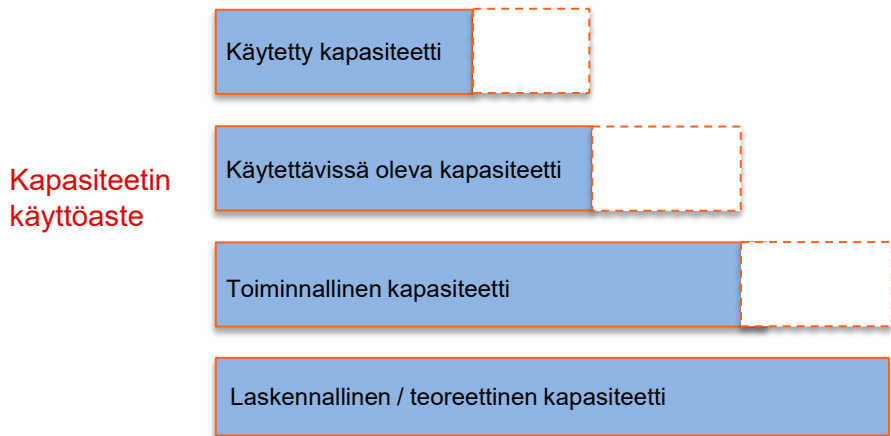 Käytetty kapasiteetti
Käytettävissä oleva kapasiteetti
Kapasiteetin
käyttöaste
Toiminnallinen kapasiteetti
Laskennallinen / teoreettinen kapasiteetti